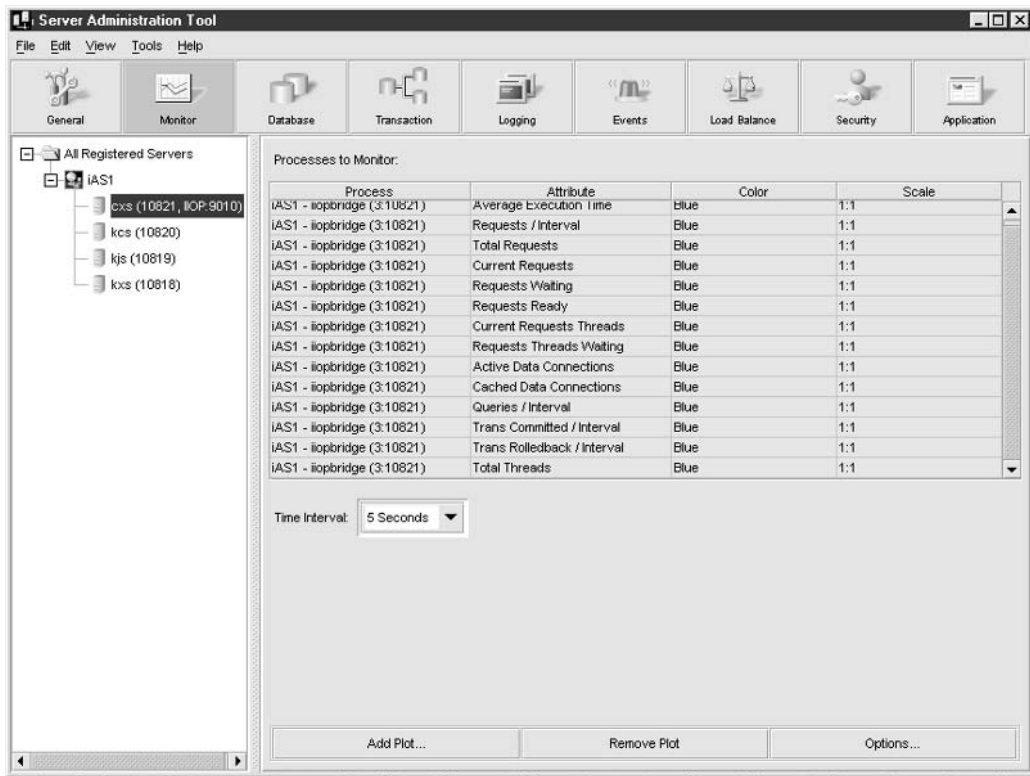 Server Administration Tool
File Edit View Tools Help
General Monitor Database Transaction Logging Events Load Balance Security Application
All Registered Servers
iAS1
cxs (10821, IIOP:9010)
kcs (10820)
kjs (10819)
kxs (10818)
Processes to Monitor:
Process Attribute Color Scale
iAS1 - iiopbridge (3:10821) Average Execution Time Blue 1:1
iAS1 - iiopbridge (3:10821) Requests / Interval Blue 1:1
iAS1 - iiopbridge (3:10821) Total Requests Blue 1:1
iAS1 - iiopbridge (3:10821) Current Requests Blue 1:1
iAS1 - iiopbridge (3:10821) Requests Waiting Blue 1:1
iAS1 - iiopbridge (3:10821) Requests Ready Blue 1:1
iAS1 - iiopbridge (3:10821) Current Requests Threads Blue 1:1
iAS1 - iiopbridge (3:10821) Requests Threads Waiting Blue 1:1
iAS1 - iiopbridge (3:10821) Active Data Connections Blue 1:1
iAS1 - iiopbridge (3:10821) Cached Data Connections Blue 1:1
iAS1 - iiopbridge (3:10821) Queries / Interval Blue 1:1
iAS1 - iiopbridge (3:10821) Trans Committed / Interval Blue 1:1
iAS1 - iiopbridge (3:10821) Trans Rolledback / Interval Blue 1:1
iAS1 - iiopbridge (3:10821) Total Threads Blue 1:1
Time Interval: 5 Seconds
Add Plot... Remove Plot Options...